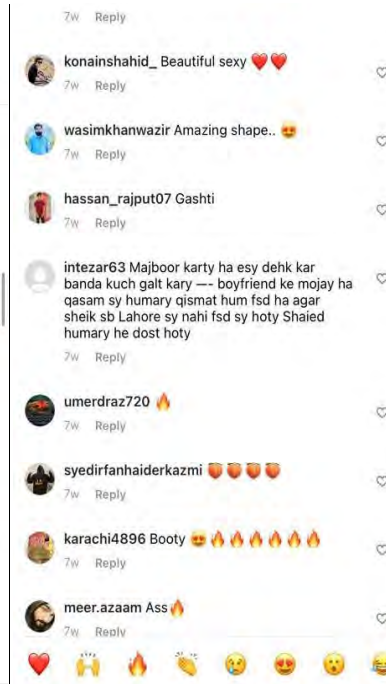 7w Reply
konainshahid_ Beautiful sexy ❤️❤️
7w Reply
wasimkhanwazir Amazing shape.. 😍
7w Reply
hassan_rajput07 Gashti
7w Reply
intezar63 Majboor karty ha esy dehk kar
banda kuch galt kary —- boyfriend ke mojay ha
qasam sy humary qismat hum fsd ha agar
sheik sb Lahore sy nahi fsd sy hoty Shaied
humary he dost hoty
7w Reply
umerdraz720 🔥
7w Reply
syedirfanhaiderkazmi 🍑🍑🍑🍑
7w Reply
karachi4896 Booty 😍🔥🔥🔥🔥🔥🔥
7w Reply
meer.azaam Ass🔥
7w Reply
❤️ 🙌 🔥 👏 😢 😍 😮 😂